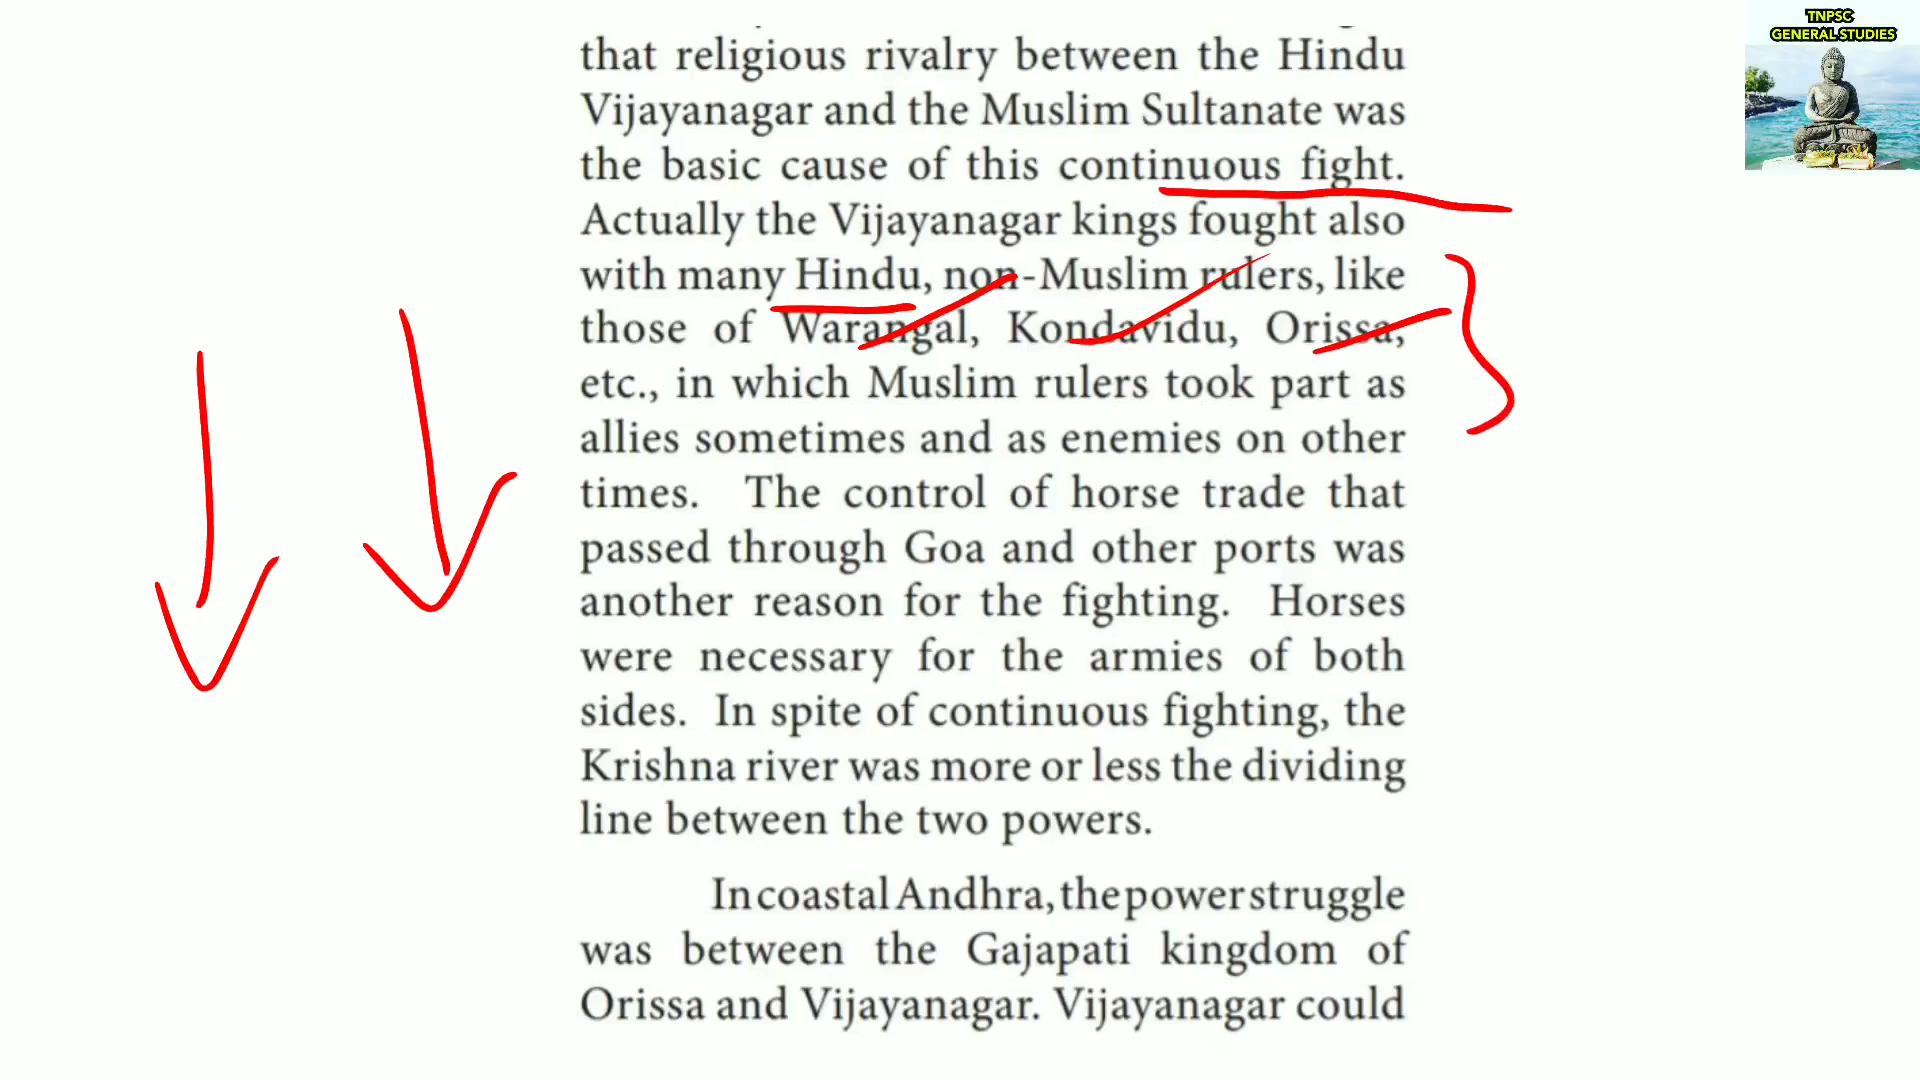 TNPSC
GENERAL STUDIES
that religious rivalry between the Hindu
Vijayanagar and the Muslim Sultanate was
the basic cause of this continuous fight.
Actually the Vijayanagar kings fought also
with many Hindu, non-Muslim rulers, like
those of Warangal, Kondavidu, Orissa,
etc., in which Muslim rulers took part as
allies sometimes and as enemies on other
times. The control of horse trade that
passed through Goa and other ports was
another reason for the fighting. Horses
were necessary for the armies of both
sides. In spite of continuous fighting, the
Krishna river was more or less the dividing
line between the two powers.
In coastal Andhra, the power struggle
was between the Gajapati kingdom of
Orissa and Vijayanagar. Vijayanagar could